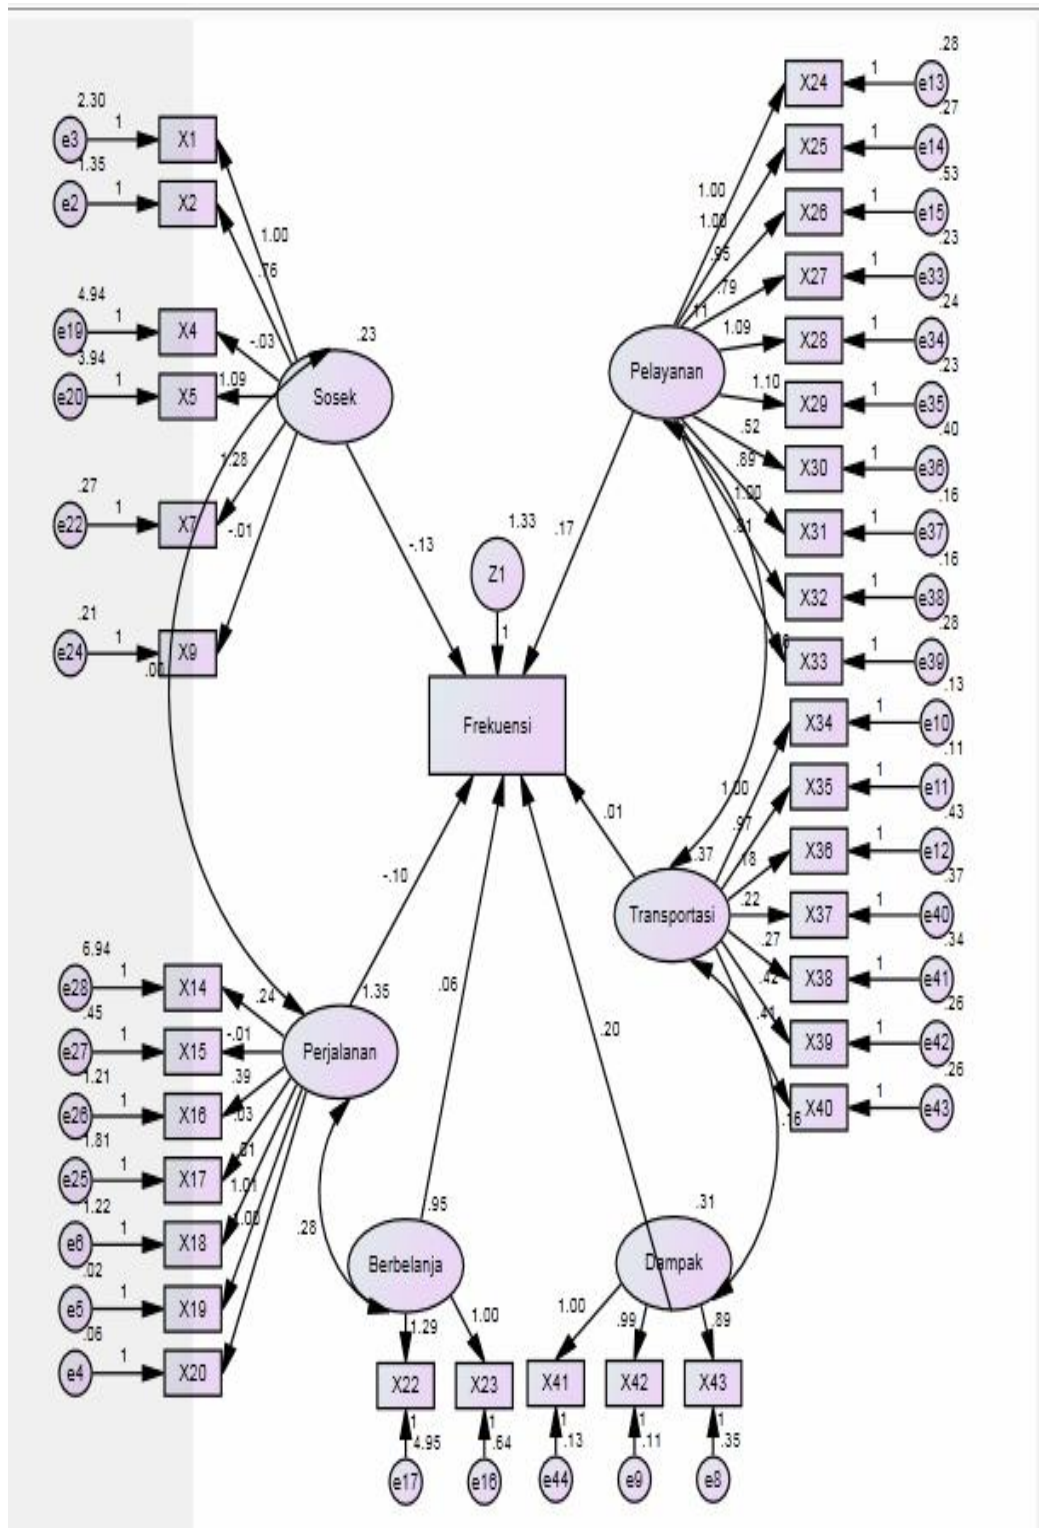 2.30
e3
1
X1
1.35
e2
1
X2
1.00
.76
4.94
e19
1
X4
-.03
.23
3.94
e20
1
X5
1.09
Sosek
1.28
.27
e22
1
X7
-.01
.21
e24
1
X9
.00
-.13
1.33
Z1
1
.17
Frekuensi
.28
X24
1
e13
.27
X25
1
e14
.53
X26
1
e15
.23
X27
1
e33
.24
X28
1
e34
.23
X29
1
e35
.40
X30
1
e36
.16
X31
1
e37
.16
X32
1
e38
.28
X33
1
e39
1.00
1.00
.95
.79
.11
1.09
Pelayanan
1.10
.52
.89
1.00
.13
X34
1
e10
.11
X35
1
e11
.43
X36
1
e12
.37
X37
1
e40
.34
X38
1
e41
.26
X39
1
e42
.26
X40
1
e43
1.00
.97
.37
.18
.01
Transportasi
.22
.27
.42
.41
.16
-.10
.06
.20
6.94
e28
1
X14
.24
1.35
.45
e27
1
X15
-.01
Perjalanan
1.21
e26
1
X16
.39
.03
1.81
e25
1
X17
.01
1.01
1.22
e6
1
X18
1.00
.02
e5
1
X19
.06
e4
1
X20
.28
.95
Berbelanja
.31
Dampak
1.29
1.00
1.00
.99
.89
X22
X23
X41
X42
X43
1
1
1
1
1
4.95
.64
.13
.11
.35
e17
e16
e44
e9
e8